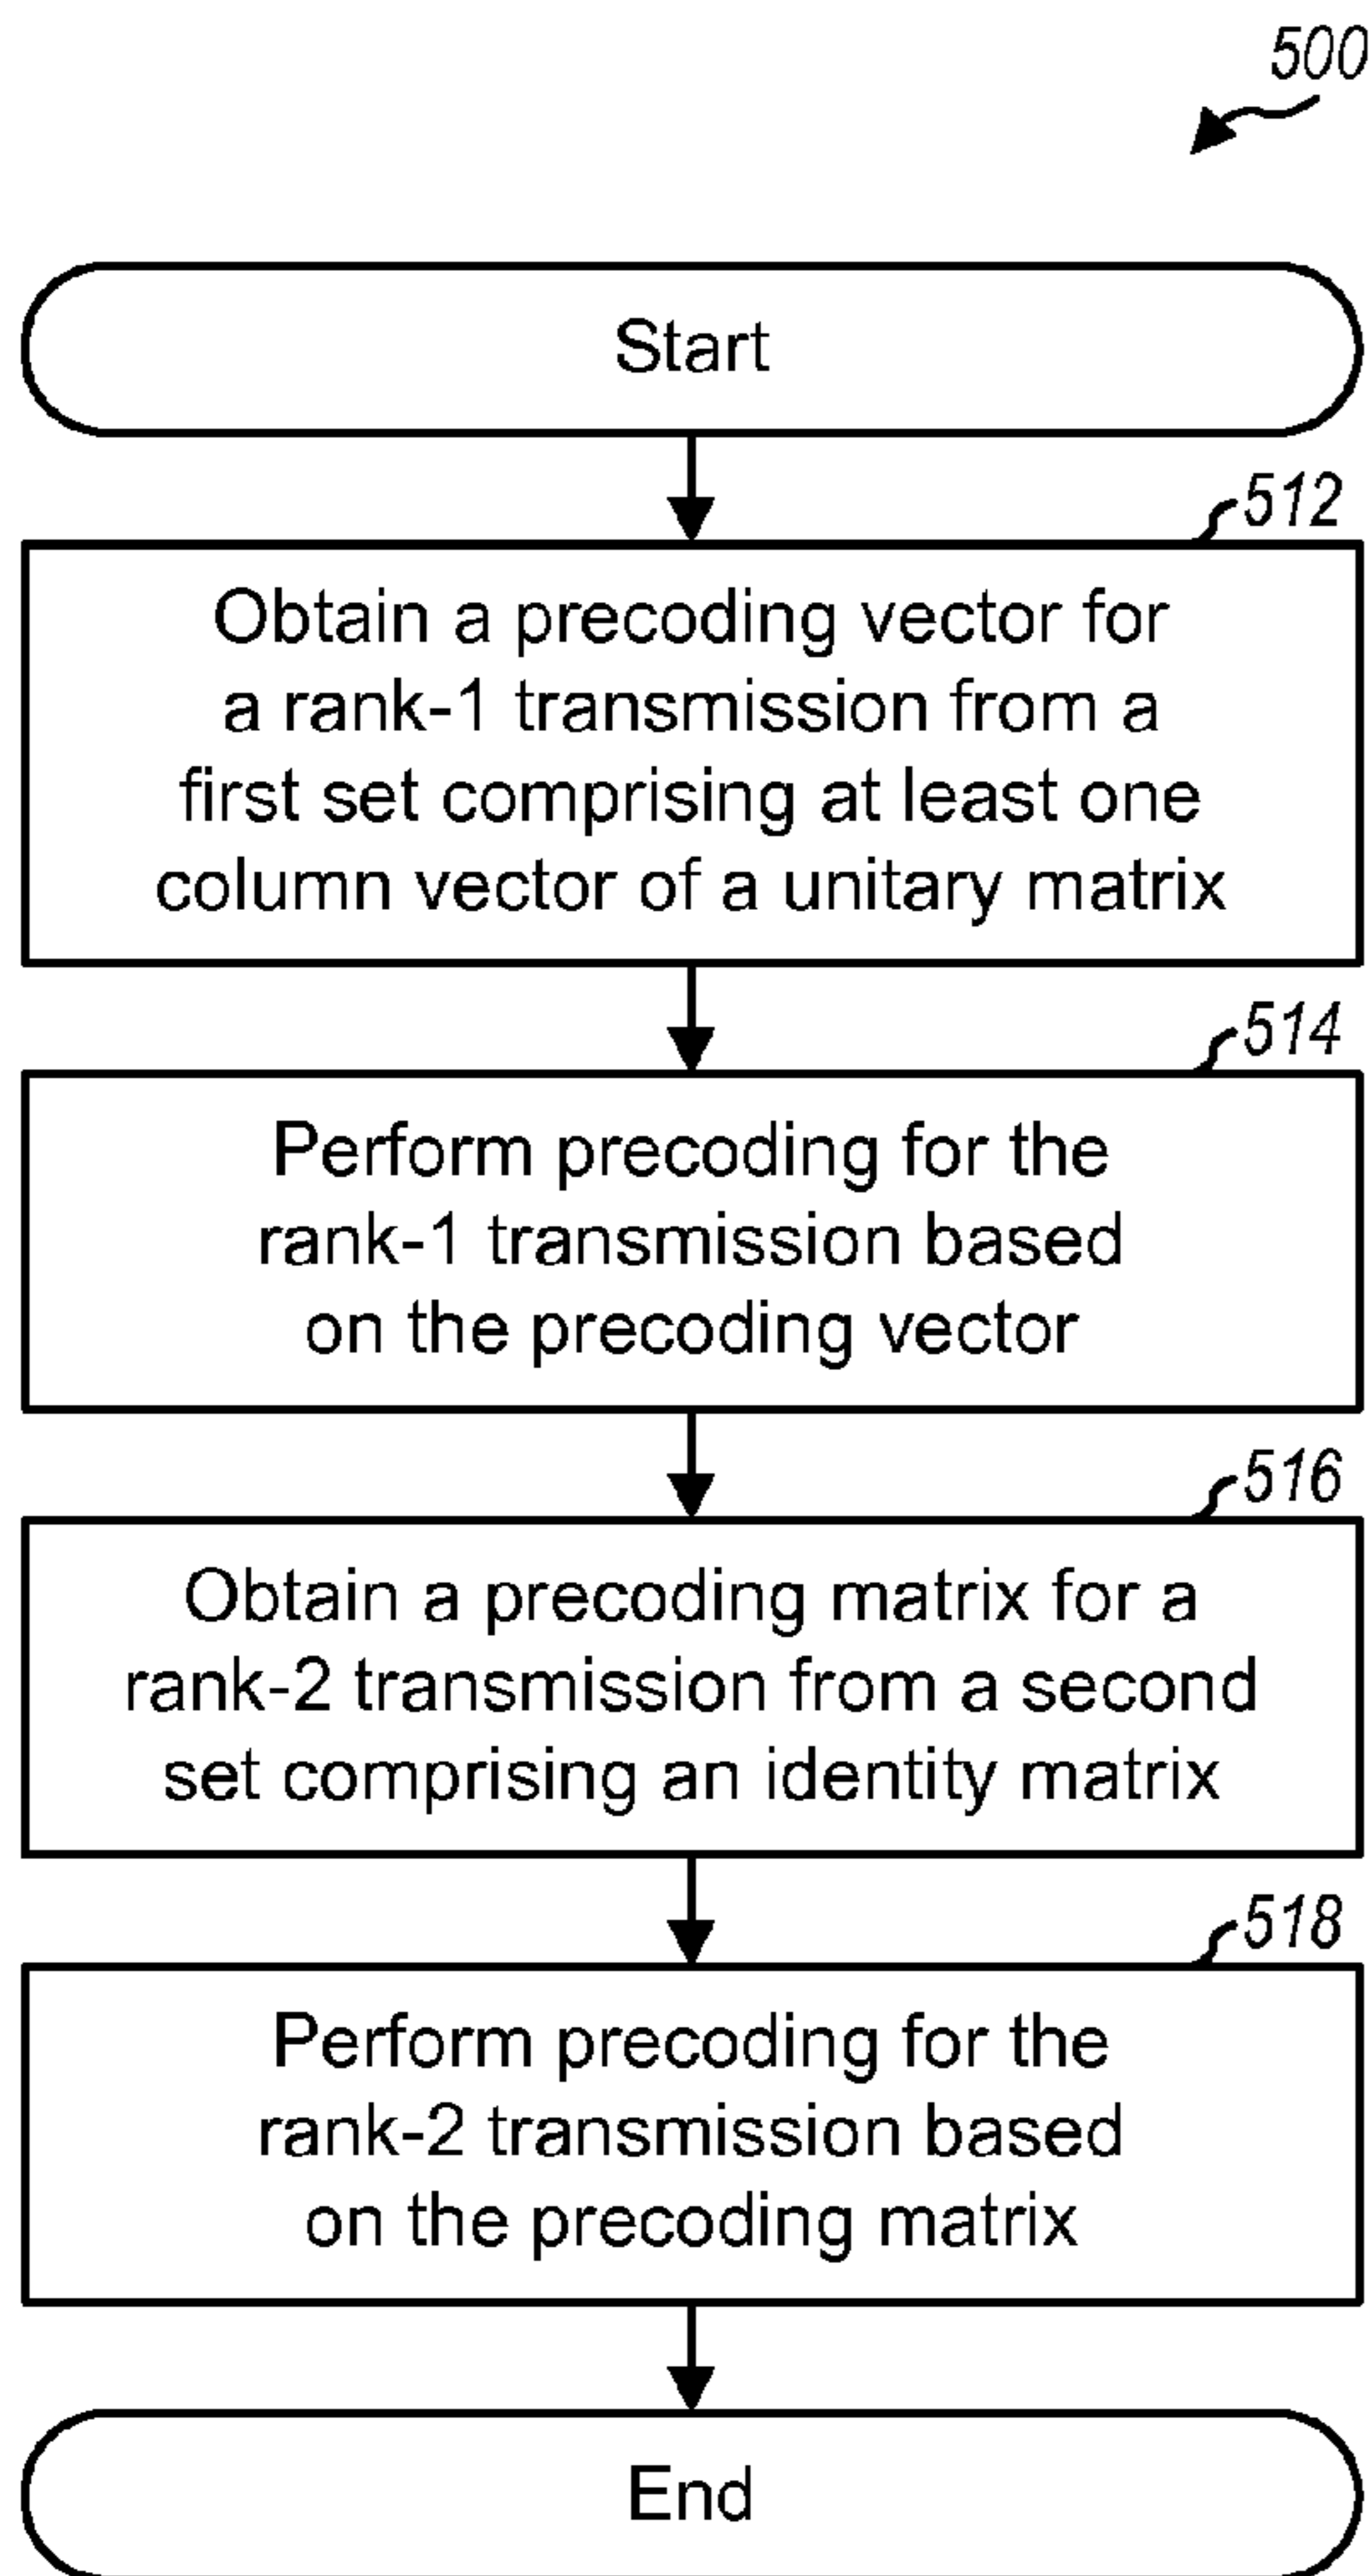 500
Start
512
Obtain a precoding vector for
a rank-1 transmission from a
first set comprising at least one
column vector of a unitary matrix
514
Perform precoding for the
rank-1 transmission based
on the precoding vector
516
Obtain a precoding matrix for a
rank-2 transmission from a second
set comprising an identity matrix
518
Perform precoding for the
rank-2 transmission based
on the precoding matrix
End